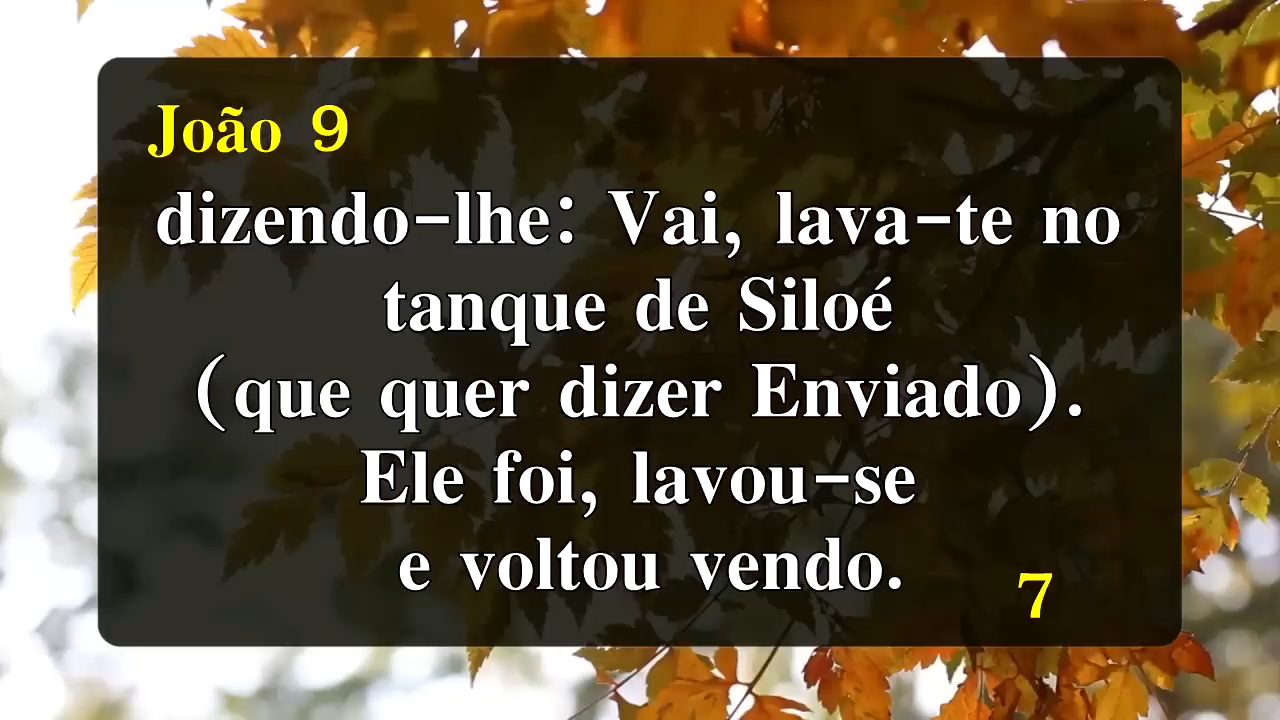 João 9
dizendo-lhe: Vai, lava-te no
tanque de Siloé
(que quer dizer Enviado).
Ele foi, lavou-se
e voltou vendo.
7